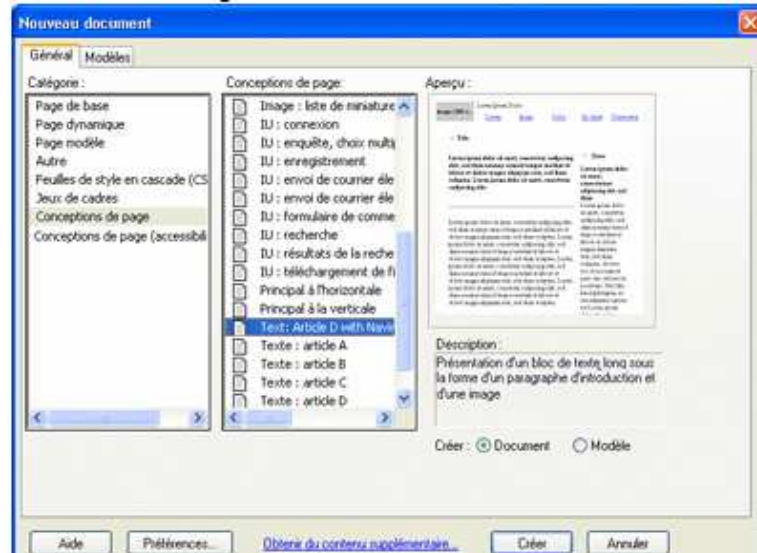 Nouveau document
Général
Modèles
Catégorie :
Page de base
Page dynamique
Page modèle
Autre
Feuilles de style en cascade (CS
Jeux de cadres
Conceptions de page
Conceptions de page (accessibili
Conceptions de page:
Image : liste de miniature
IU : connexion
IU : enquête, choix multip
IU : enregistrement
IU : envoi de courrier éle
IU : envoi de courrier éle
IU : formulaire de comme
IU : recherche
IU : résultats de la reche
IU : téléchargement de fi
Principal à l'horizontale
Principal à la verticale
Text: Article D with Navi
Texte : article A
Texte : article B
Texte : article C
Texte : article D
Aperçu :
Description :
Présentation d'un bloc de texte long sous
la forme d'un paragraphe d'introduction et
d'une image
Créer :
Document
Modèle
Aide
Préférences...
Obtenir du contenu supplémentaire...
Créer
Annuler